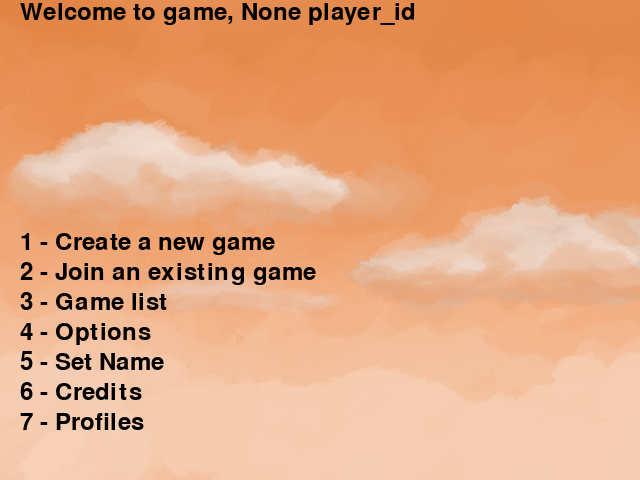 Welcome to game, None player_id
1 - Create a new game
2 - Join an existing game
3 - Game list
4 - Options
5 - Set Name
6 - Credits
7 - Profiles